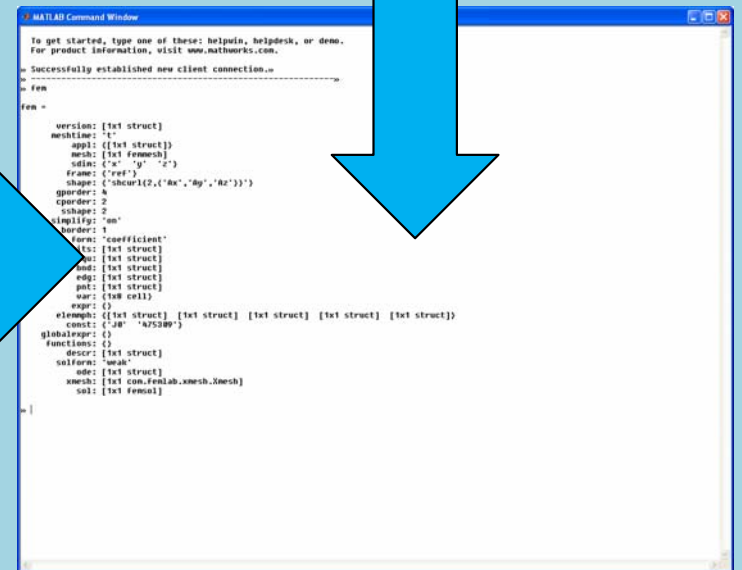 MATLAB Command Window
To get started, type one of these: helpwin, helpdesk, or demo.
For product information, visit www.mathworks.com.
» Successfully established new client connection.»
» ------------------------------------------------------------»
» fem
fem =
version: [1x1 struct]
meshtime: 't'
appl: {[1x1 struct]}
mesh: [1x1 femmesh]
sdim: {'x' 'y' 'z'}
frame: {'ref'}
shape: {'shcurl(2,{'Ax','Ay','Az'})'}
gporder: 4
cporder: 2
sshape: 2
simplify: 'on'
border: 1
form: 'coefficient'
its: [1x1 struct]
qu: [1x1 struct]
bnd: [1x1 struct]
edg: [1x1 struct]
pnt: [1x1 struct]
var: {1x8 cell}
expr: {}
elemmph: {[1x1 struct] [1x1 struct] [1x1 struct] [1x1 struct] [1x1 struct]}
const: {'J0' '475309'}
globalexpr: {}
functions: {}
descr: [1x1 struct]
solform: 'weak'
ode: [1x1 struct]
xmesh: [1x1 com.femlab.xmesh.Xmesh]
sol: [1x1 femsol]
»